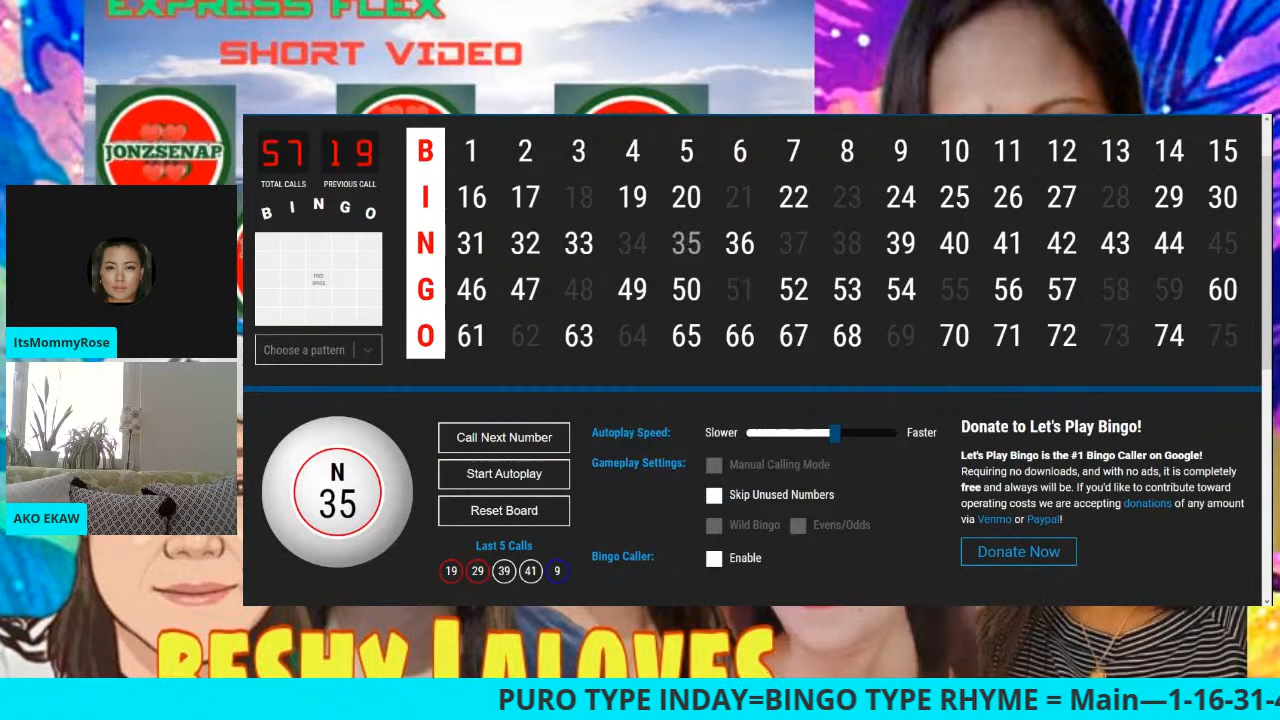 EXPRESS FLEX
SHORT VIDEO
JONZSENAP
57 19
TOTAL CALLS PREVIOUS CALL
B I N G O
FREE
SPACE
Choose a pattern
B 1 2 3 4 5 6 7 8 9 10 11 12 13 14 15
I 16 17 18 19 20 21 22 23 24 25 26 27 28 29 30
N 31 32 33 34 35 36 37 38 39 40 41 42 43 44 45
G 46 47 48 49 50 51 52 53 54 55 56 57 58 59 60
O 61 62 63 64 65 66 67 68 69 70 71 72 73 74 75
ItsMommyRose
AKO EKAW
N
35
Call Next Number
Start Autoplay
Reset Board
Last 5 Calls
19 29 39 41 9
Autoplay Speed: Slower Faster
Gameplay Settings: Manual Calling Mode
Skip Unused Numbers
Wild Bingo Evens/Odds
Bingo Caller: Enable
Donate to Let's Play Bingo!
Let's Play Bingo is the #1 Bingo Caller on Google!
Requiring no downloads, and with no ads, it is completely
free and always will be. If you'd like to contribute toward
operating costs we are accepting donations of any amount
via Venmo or Paypal!
Donate Now
BESHY LALOVES
PURO TYPE INDAY=BINGO TYPE RHYME = Main—1-16-31-4